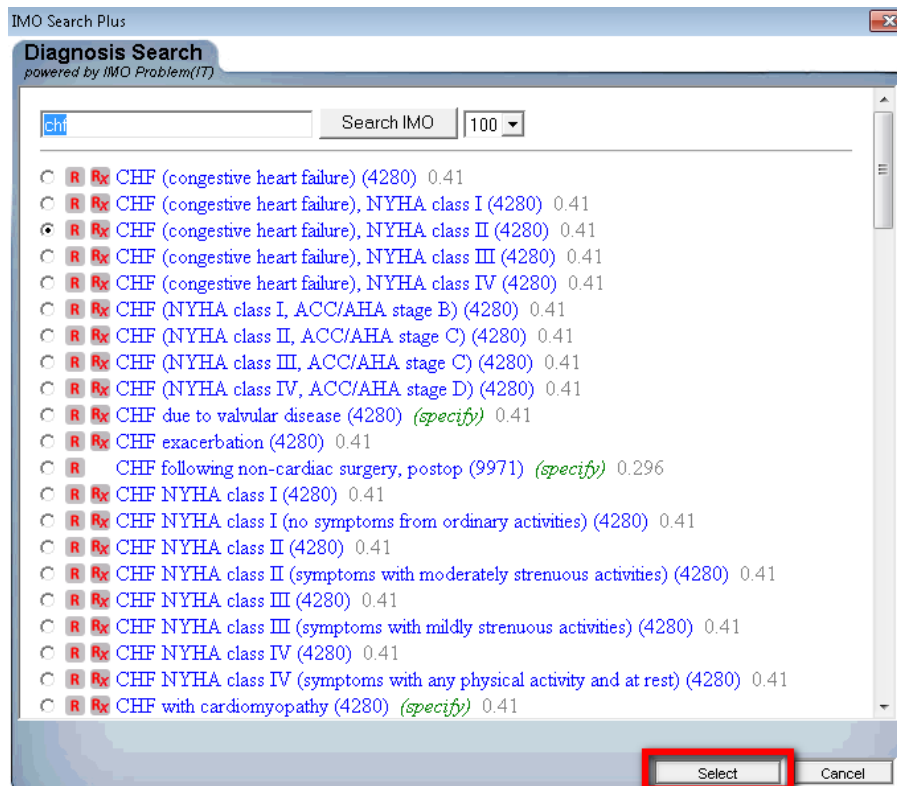 IMO Search Plus
Diagnosis Search
powered by IMO Problem(IT)
chf Search IMO 100
R Rx CHF (congestive heart failure) (4280) 0.41
R Rx CHF (congestive heart failure), NYHA class I (4280) 0.41
R Rx CHF (congestive heart failure), NYHA class II (4280) 0.41
R Rx CHF (congestive heart failure), NYHA class III (4280) 0.41
R Rx CHF (congestive heart failure), NYHA class IV (4280) 0.41
R Rx CHF (NYHA class I, ACC/AHA stage B) (4280) 0.41
R Rx CHF (NYHA class II, ACC/AHA stage C) (4280) 0.41
R Rx CHF (NYHA class III, ACC/AHA stage C) (4280) 0.41
R Rx CHF (NYHA class IV, ACC/AHA stage D) (4280) 0.41
R Rx CHF due to valvular disease (4280) (specify) 0.41
R Rx CHF exacerbation (4280) 0.41
R CHF following non-cardiac surgery, postop (9971) (specify) 0.296
R Rx CHF NYHA class I (4280) 0.41
R Rx CHF NYHA class I (no symptoms from ordinary activities) (4280) 0.41
R Rx CHF NYHA class II (4280) 0.41
R Rx CHF NYHA class II (symptoms with moderately strenuous activities) (4280) 0.41
R Rx CHF NYHA class III (4280) 0.41
R Rx CHF NYHA class III (symptoms with mildly strenuous activities) (4280) 0.41
R Rx CHF NYHA class IV (4280) 0.41
R Rx CHF NYHA class IV (symptoms with any physical activity and at rest) (4280) 0.41
R Rx CHF with cardiomyopathy (4280) (specify) 0.41
Select Cancel